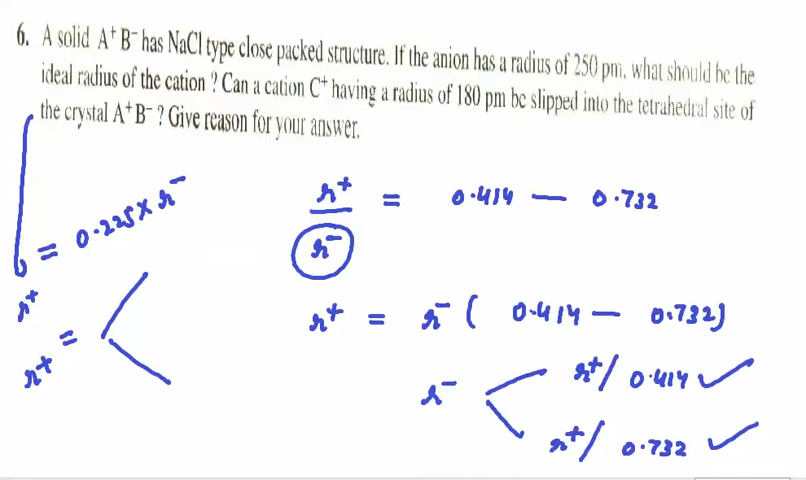 6. A solid A⁺ B⁻ has NaCl type close packed structure. If the anion has a radius of 250 pm, what should be the
ideal radius of the cation ? Can a cation C⁺ having a radius of 180 pm be slipped into the tetrahedral site of
the crystal A⁺ B⁻ ? Give reason for your answer.
r⁺ / r⁻ = 0.414 — 0.732
r⁺ = 0.225 × r⁻
r⁺ = r⁻ ( 0.414 — 0.732)
r⁺ =
r⁻ r⁺/ 0.414 ✓
r⁺/ 0.732 ✓